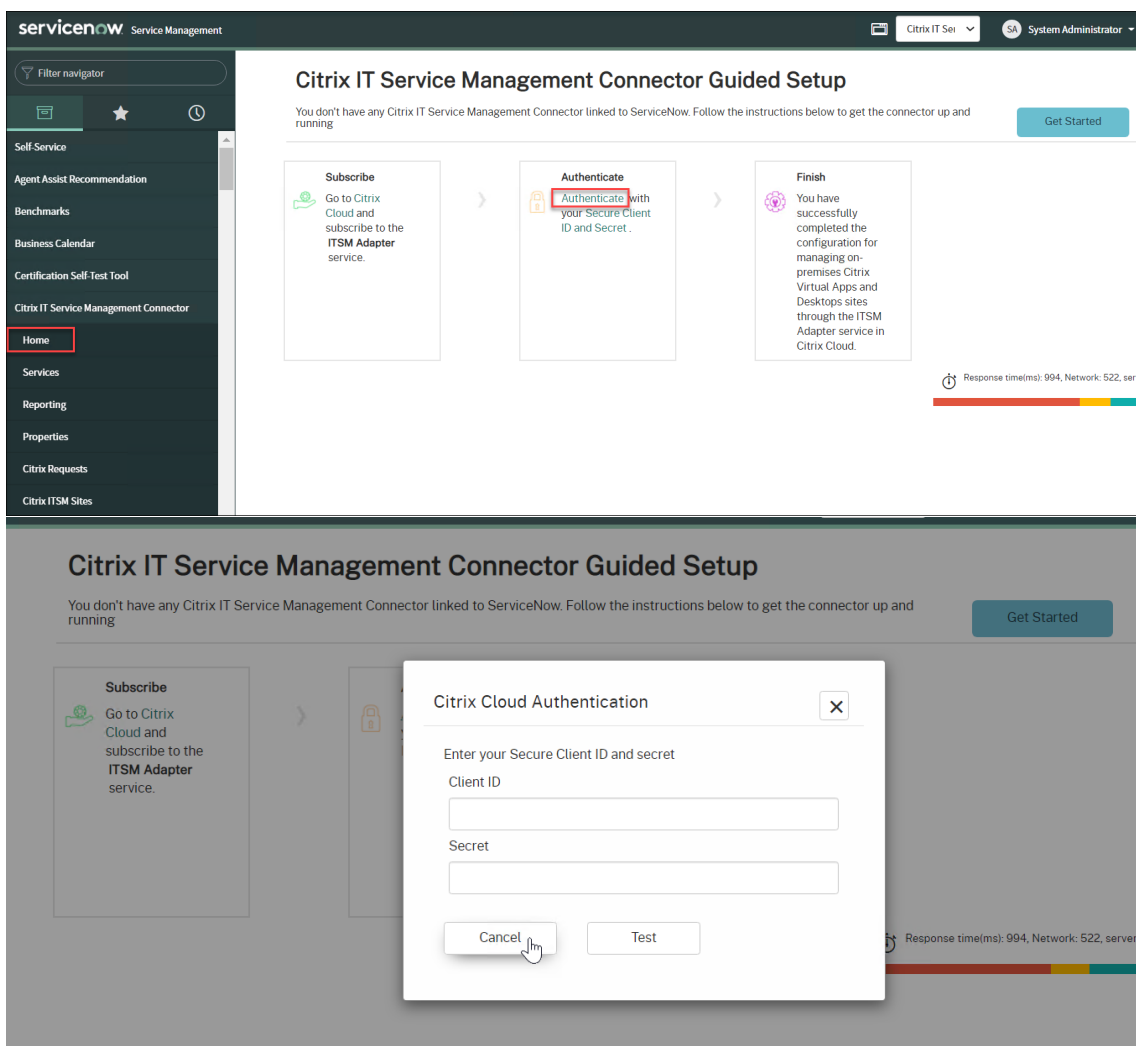 servicenow Service Management
Citrix IT Ser
SA System Administrator
Filter navigator
Self-Service
Agent Assist Recommendation
Benchmarks
Business Calendar
Certification Self-Test Tool
Citrix IT Service Management Connector
Home
Services
Reporting
Properties
Citrix Requests
Citrix ITSM Sites
Citrix IT Service Management Connector Guided Setup
You don't have any Citrix IT Service Management Connector linked to ServiceNow. Follow the instructions below to get the connector up and
running
Get Started
Subscribe
Go to Citrix
Cloud and
subscribe to the
ITSM Adapter
service.
Authenticate
Authenticate with
your Secure Client
ID and Secret .
Finish
You have
successfully
completed the
configuration for
managing on-
premises Citrix
Virtual Apps and
Desktops sites
through the ITSM
Adapter service in
Citrix Cloud.
Response time(ms): 994, Network: 522, ser
Citrix IT Service Management Connector Guided Setup
You don't have any Citrix IT Service Management Connector linked to ServiceNow. Follow the instructions below to get the connector up and
running
Get Started
Subscribe
Go to Citrix
Cloud and
subscribe to the
ITSM Adapter
service.
Citrix Cloud Authentication
Enter your Secure Client ID and secret
Client ID
Secret
Cancel
Test
Response time(ms): 994, Network: 522, server